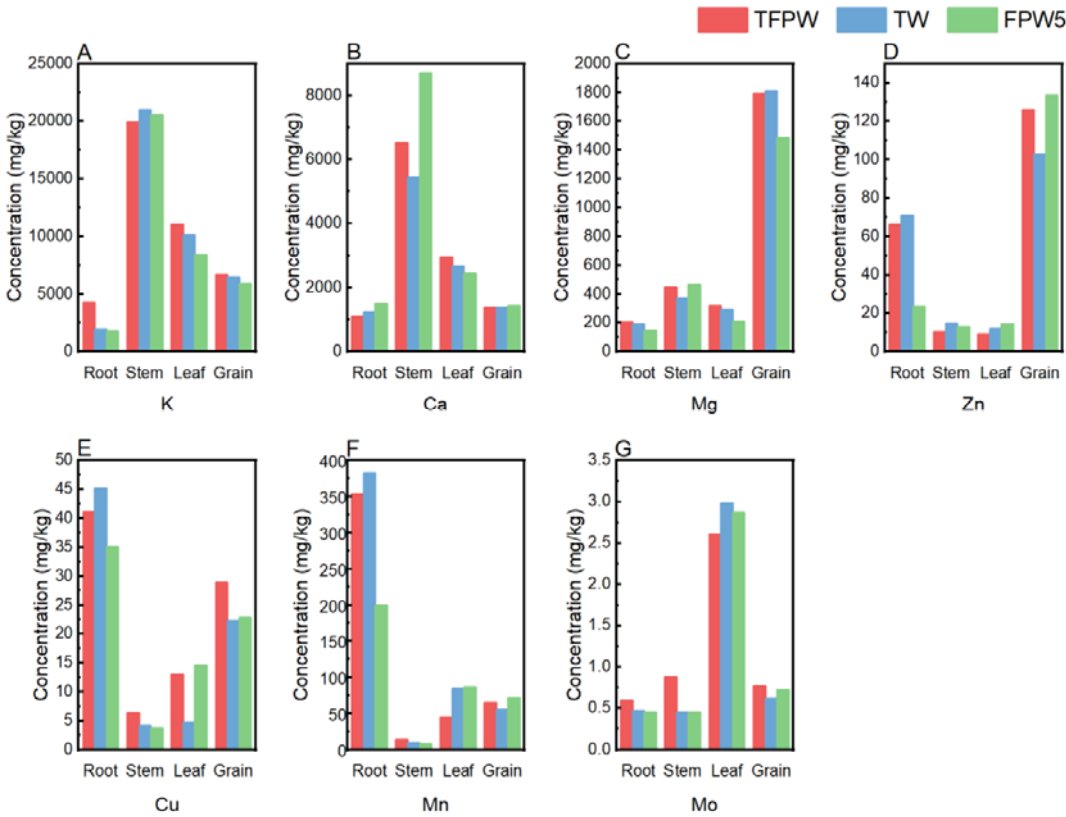 TFPW TW FPW5
A
Concentration (mg/kg)
25000
20000
15000
10000
5000
0
Root Stem Leaf Grain
K
B
Concentration (mg/kg)
8000
6000
4000
2000
0
Root Stem Leaf Grain
Ca
C
Concentration (mg/kg)
2000
1800
1600
1400
1200
1000
800
600
400
200
0
Root Stem Leaf Grain
Mg
D
Concentration (mg/kg)
140
120
100
80
60
40
20
0
Root Stem Leaf Grain
Zn
E
Concentration (mg/kg)
50
45
40
35
30
25
20
15
10
5
0
Root Stem Leaf Grain
Cu
F
Concentration (mg/kg)
400
350
300
250
200
150
100
50
0
Root Stem Leaf Grain
Mn
G
Concentration (mg/kg)
3.5
3.0
2.5
2.0
1.5
1.0
0.5
0.0
Root Stem Leaf Grain
Mo